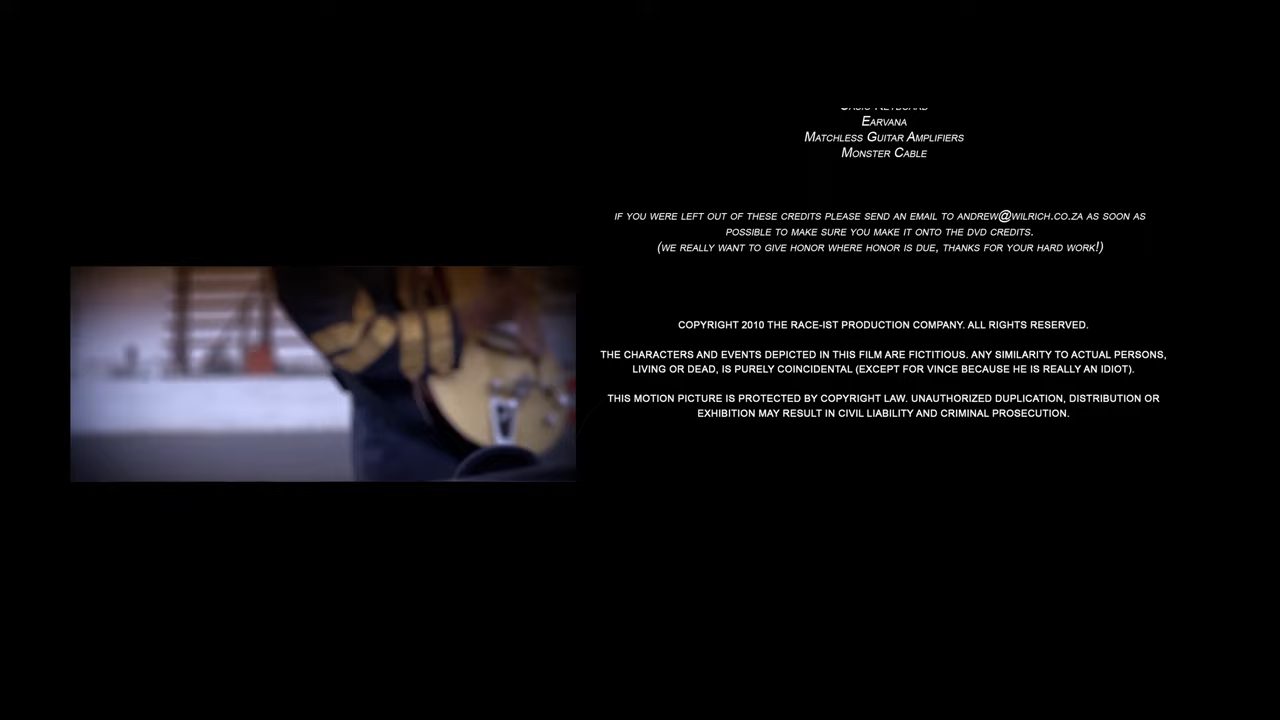 Earvana
Matchless Guitar Amplifiers
Monster Cable
if you were left out of these credits please send an email to andrew@wilrich.co.za as soon as
possible to make sure you make it onto the dvd credits.
(we really want to give honor where honor is due, thanks for your hard work!)
COPYRIGHT 2010 THE RACE-IST PRODUCTION COMPANY. ALL RIGHTS RESERVED.
THE CHARACTERS AND EVENTS DEPICTED IN THIS FILM ARE FICTITIOUS. ANY SIMILARITY TO ACTUAL PERSONS,
LIVING OR DEAD, IS PURELY COINCIDENTAL (EXCEPT FOR VINCE BECAUSE HE IS REALLY AN IDIOT).
THIS MOTION PICTURE IS PROTECTED BY COPYRIGHT LAW. UNAUTHORIZED DUPLICATION, DISTRIBUTION OR
EXHIBITION MAY RESULT IN CIVIL LIABILITY AND CRIMINAL PROSECUTION.